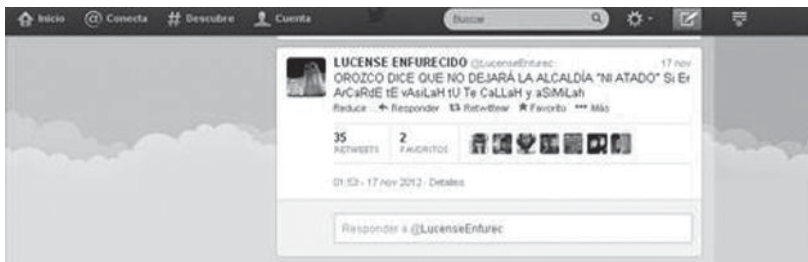 Inicio @ Conecta # Descubre Cuenta Buscar
LUCENSE ENFURECIDO @LucenseEnfurec 17 nov
OROZCO DICE QUE NO DEJARÁ LA ALCALDÍA "NI ATADO" Si Er
ArCaRdE tE vAsiLaH tU Te CaLLaH y aSiMiLah
Reduce Responder Retwittear Favorito Más
35 2
RETWEETS FAVORITOS
01:53 - 17 nov 2012 · Detalles
Responder a @LucenseEnfurec